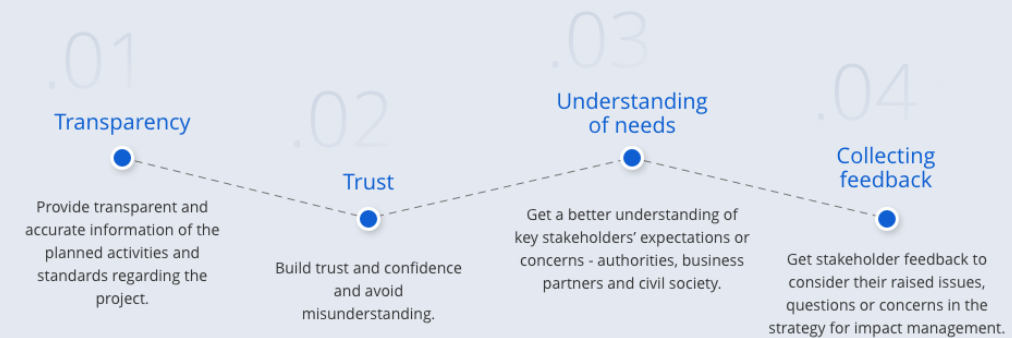 .01
Transparency
Provide transparent and
accurate information of the
planned activities and
standards regarding the
project.
.02
Trust
Build trust and confidence
and avoid
misunderstanding.
.03
Understanding
of needs
Get a better understanding of
key stakeholders’ expectations or
concerns - authorities, business
partners and civil society.
.04
Collecting
feedback
Get stakeholder feedback to
consider their raised issues,
questions or concerns in the
strategy for impact management.